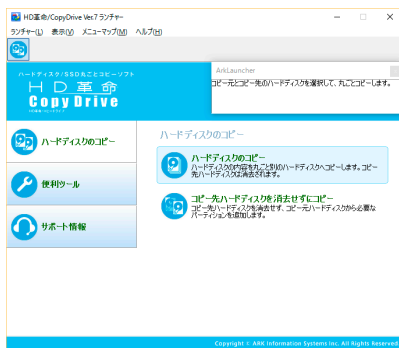 HD革命/CopyDrive Ver.7 ランチャー
ランチャー(L) 表示(V) メニューマップ(M) ヘルプ(H)
ハードディスク/SSD丸ごとコピーソフト
HD革命
CopyDrive
ArkLauncher
コピー元とコピー先のハードディスクを選択して、丸ごとコピーします。
ハードディスクのコピー
便利ツール
サポート情報
ハードディスクのコピー
ハードディスクのコピー
ハードディスクの内容を丸ごと別のハードディスクへコピーします。コピー
先ハードディスクは消去されます。
コピー先ハードディスクを消去せずにコピー
コピー先ハードディスクを消去せず、コピー元ハードディスクから必要な
パーティションを追加します。
Copyright © ARK Information Systems Inc. All Rights Reserved